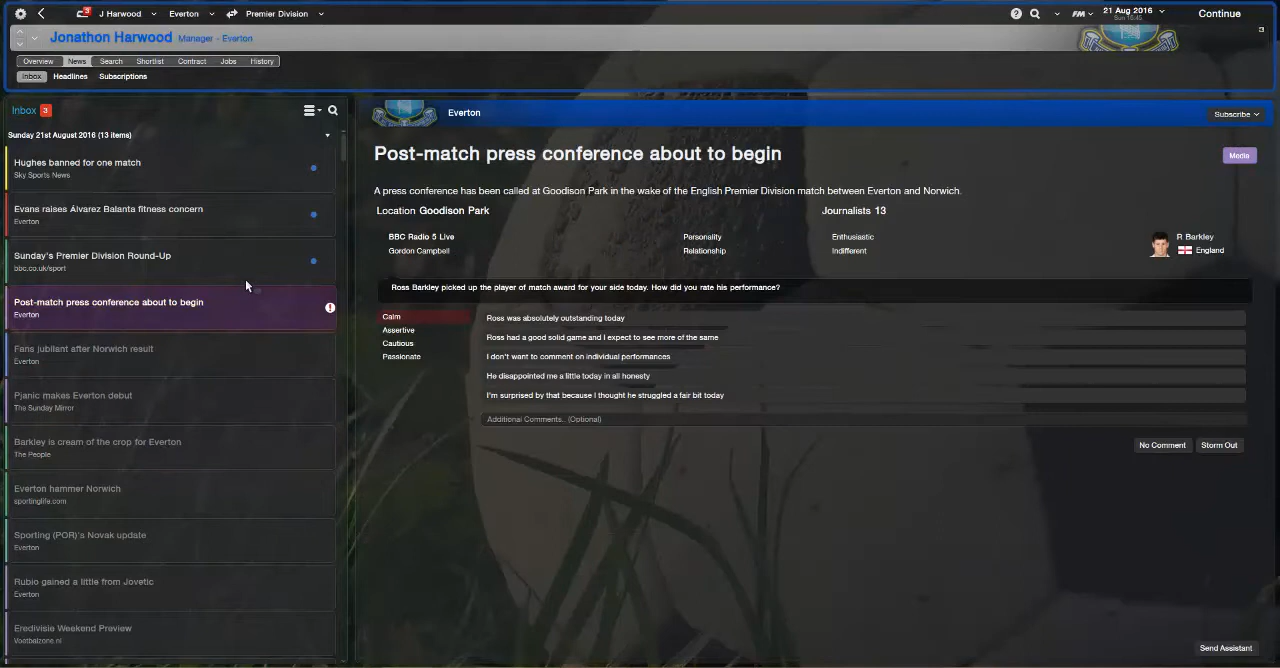 3 J Harwood Everton Premier Division FM 21 Aug 2016 Continue
Sun 16:45
Jonathon Harwood Manager - Everton
Overview News Search Shortlist Contract Jobs History
Inbox Headlines Subscriptions
Inbox 3
Sunday 21st August 2016 (13 items)
Hughes banned for one match
Sky Sports News
Evans raises Álvarez Balanta fitness concern
Everton
Sunday's Premier Division Round-Up
bbc.co.uk/sport
Post-match press conference about to begin
Everton
Fans jubilant after Norwich result
Everton
Pjanic makes Everton debut
The Sunday Mirror
Barkley is cream of the crop for Everton
The People
Everton hammer Norwich
sportinglife.com
Sporting (POR)'s Novak update
Everton
Rubio gained a little from Jovetic
Everton
Eredivisie Weekend Preview
Voetbalzone.nl
Everton Subscribe
Post-match press conference about to begin
Media
A press conference has been called at Goodison Park in the wake of the English Premier Division match between Everton and Norwich.
Location Goodison Park Journalists 13
BBC Radio 5 Live Personality Enthusiastic R Barkley
Gordon Campbell Relationship Indifferent England
Ross Barkley picked up the player of match award for your side today. How did you rate his performance?
Calm
Assertive
Cautious
Passionate
Ross was absolutely outstanding today
Ross had a good solid game and I expect to see more of the same
I don't want to comment on individual performances
He disappointed me a little today in all honesty
I'm surprised by that because I thought he struggled a fair bit today
Additional Comments.. (Optional)
No Comment Storm Out
Send Assistant